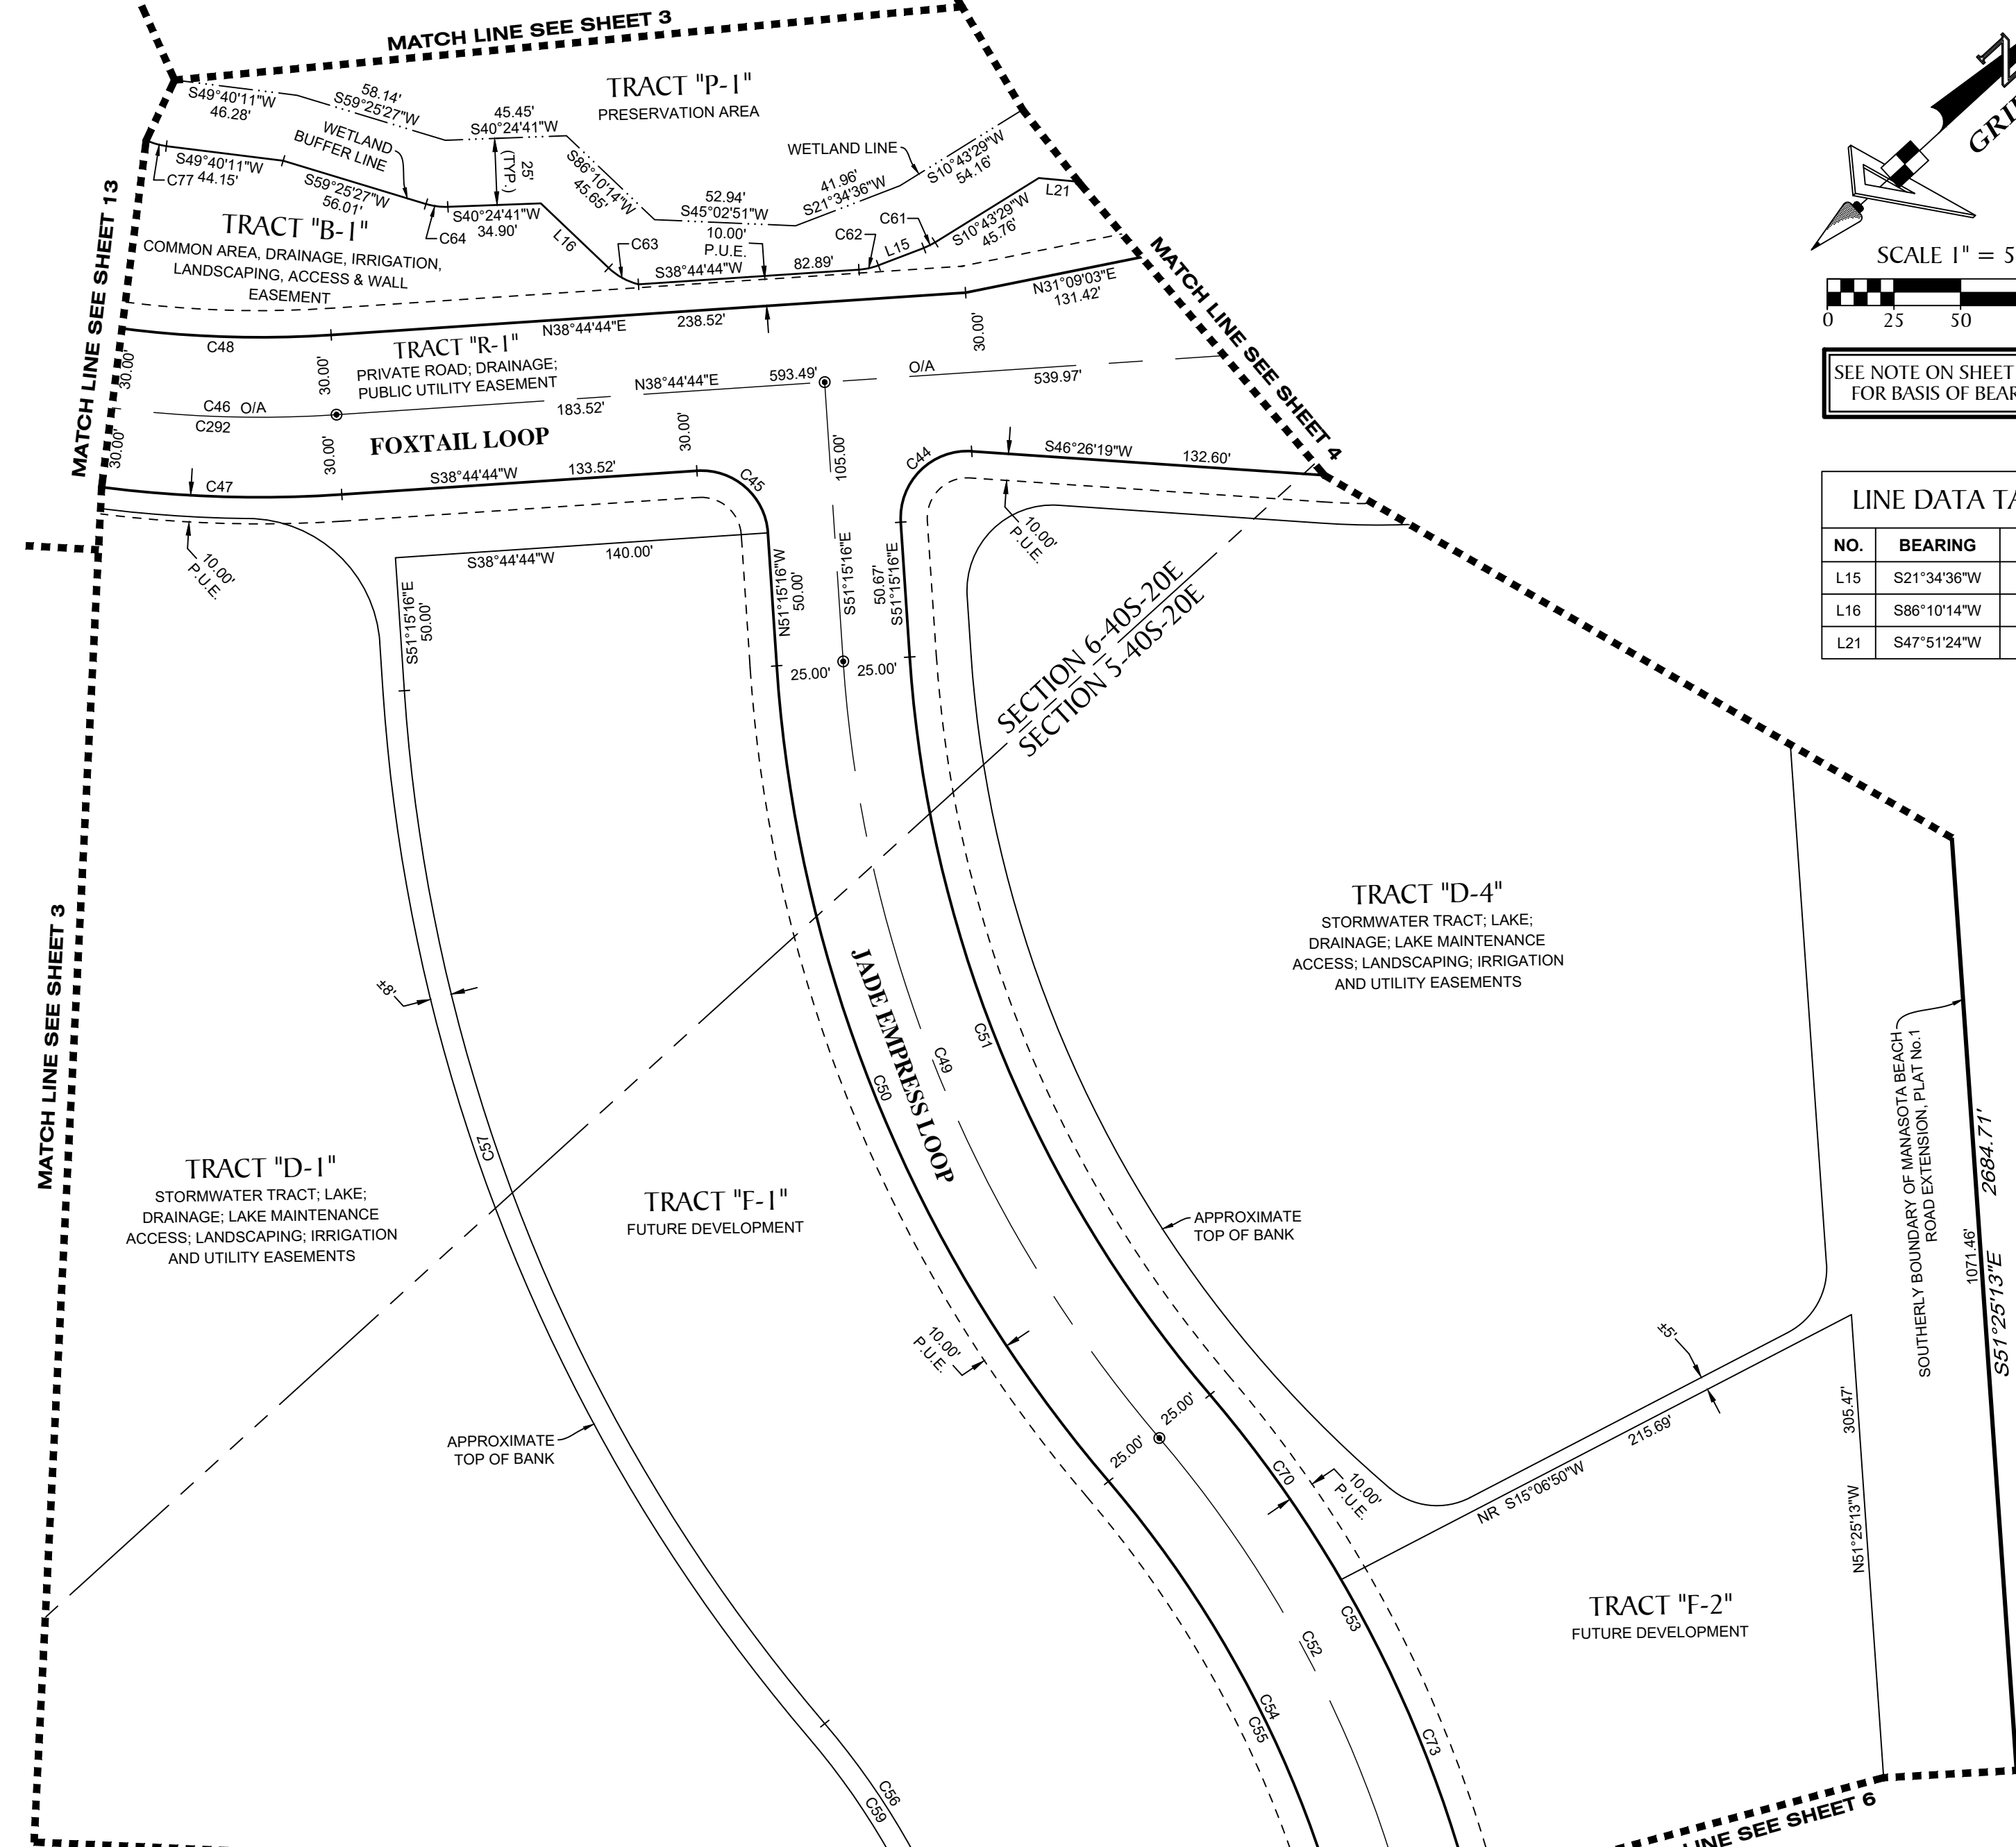 MATCH LINE SEE SHEET 3
TRACT "P-1"
PRESERVATION AREA
S49°40'11"W
46.28'
58.14'
S59°25'27"W
45.45'
S40°24'41"W
WETLAND
BUFFER LINE
25'
(TYP.)
S86°10'14"W
45.65'
WETLAND LINE
52.94'
S45°02'51"W
41.96'
S21°34'36"W
S10°43'29"W
54.16'
L21
C77
S49°40'11"W
44.15'
S59°25'27"W
56.01'
C64
S40°24'41"W
34.90'
L16
C63
10.00'
P.U.E.
S38°44'44"W
82.89'
C62
L15
C61
S10°43'29"W
45.76'
TRACT "B-1"
COMMON AREA, DRAINAGE, IRRIGATION,
LANDSCAPING, ACCESS & WALL
EASEMENT
N31°09'03"E
131.42'
MATCH LINE SEE SHEET 13
MATCH LINE SEE SHEET 4
C48
N38°44'44"E
238.52'
30.00'
30.00'
30.00'
TRACT "R-1"
PRIVATE ROAD; DRAINAGE;
PUBLIC UTILITY EASEMENT
N38°44'44"E
593.49'
O/A
539.97'
C46 O/A
C292
183.52'
30.00'
30.00'
30.00'
FOXTAIL LOOP
105.00'
C47
S38°44'44"W
133.52'
C45
C44
S46°26'19"W
132.60'
10.00'
P.U.E.
10.00'
P.U.E.
S38°44'44"W
140.00'
S51°15'16"E
50.00'
N51°15'16"W
50.00'
S51°15'16"E
50.67'
S51°15'16"E
25.00'
25.00'
SECTION 6-40S-20E
SECTION 5-40S-20E
SCALE 1" = 5
0
25
50
SEE NOTE ON SHEET
FOR BASIS OF BEAR
LINE DATA TA
NO.
BEARING
L15
S21°34'36"W
L16
S86°10'14"W
L21
S47°51'24"W
MATCH LINE SEE SHEET 3
TRACT "D-4"
STORMWATER TRACT; LAKE;
DRAINAGE; LAKE MAINTENANCE
ACCESS; LANDSCAPING; IRRIGATION
AND UTILITY EASEMENTS
±8'
JADE EMPRESS LOOP
C49
C50
C51
C57
TRACT "D-1"
STORMWATER TRACT; LAKE;
DRAINAGE; LAKE MAINTENANCE
ACCESS; LANDSCAPING; IRRIGATION
AND UTILITY EASEMENTS
TRACT "F-1"
FUTURE DEVELOPMENT
APPROXIMATE
TOP OF BANK
SOUTHERLY BOUNDARY OF MANASOTA BEACH
ROAD EXTENSION, PLAT No.1
1071.46'
S51°25'13"E 2684.71'
10.00'
P.U.E.
±5'
APPROXIMATE
TOP OF BANK
25.00'
25.00'
C70
10.00'
P.U.E.
NR S15°06'50"W
215.69'
305.47'
N51°25'13"W
TRACT "F-2"
FUTURE DEVELOPMENT
C53
C52
C54
C55
C73
C56
C59
LINE SEE SHEET 6